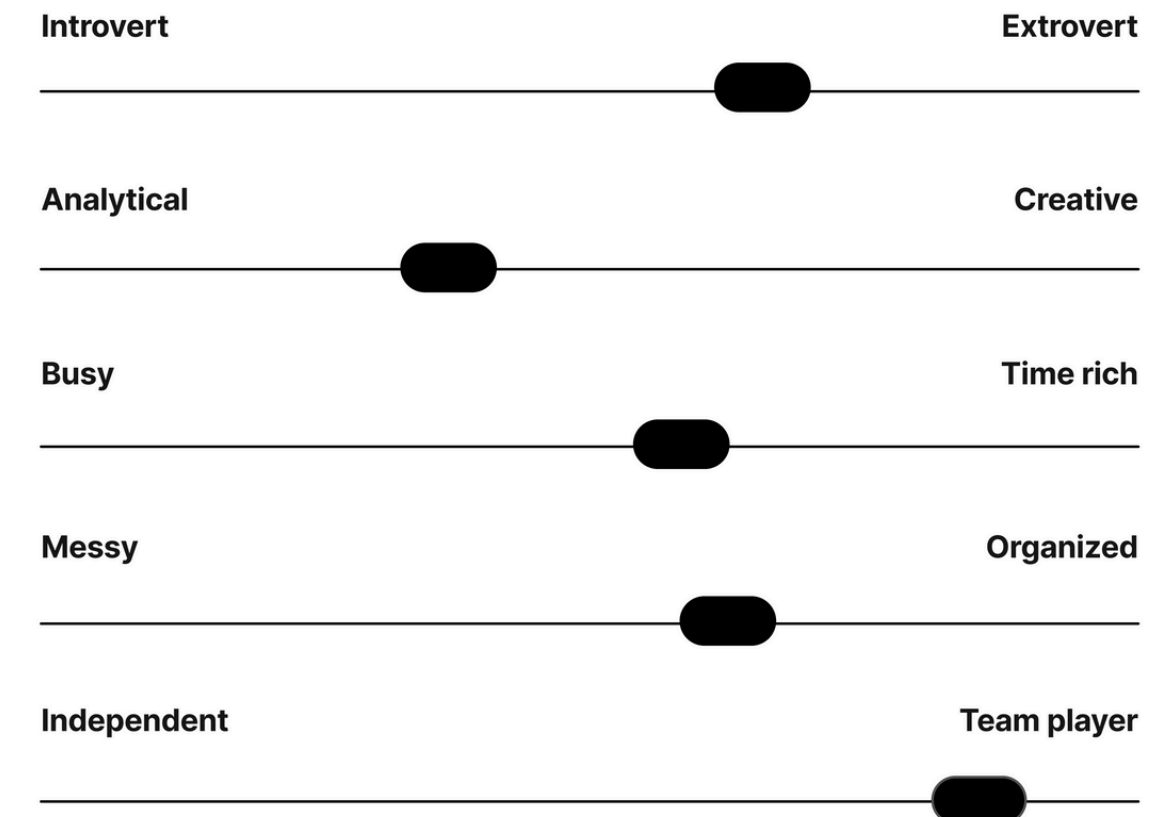 Introvert Extrovert
Analytical Creative
Busy Time rich
Messy Organized
Independent Team player